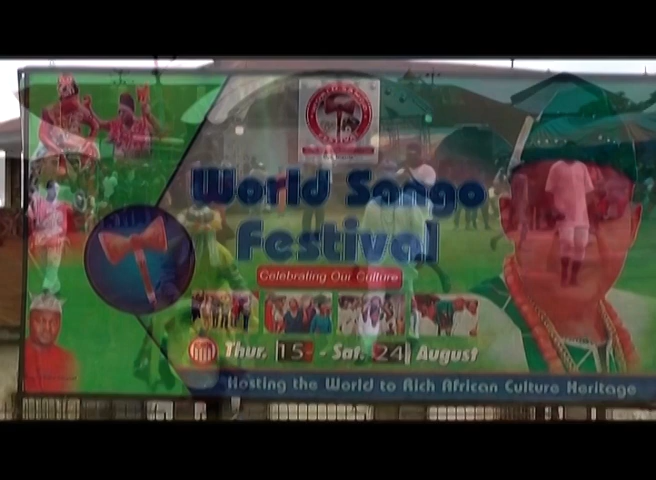 World Sango
Festival
Celebrating Our Culture
Thur. 15 - Sat. 24 August
Hosting the World to Rich African Culture Heritage